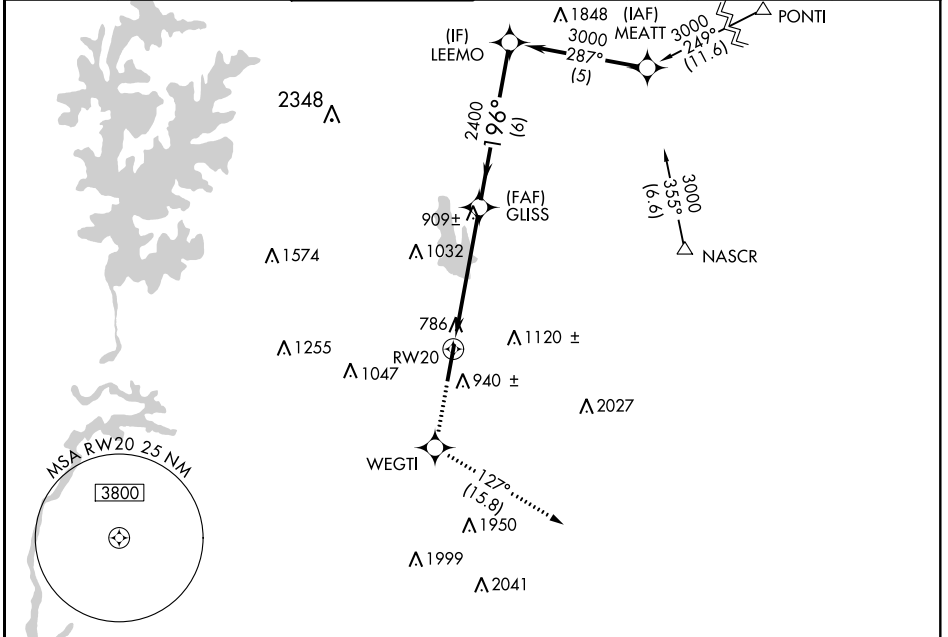 1848
(IAF)
MEATT
3000
249°
(11.6)
PONTI
(IF)
LEEMO
3000
287°
(5)
2348
2400
196°
(6)
3000
355°
(6.6)
NASCR
(FAF)
GLISS
909±
1032
1574
786
RW20
1120 ±
1255
1047
940 ±
2027
MSA RW20 25 NM
3800
WEGTI
127°
(15.8)
1950
1999
2041